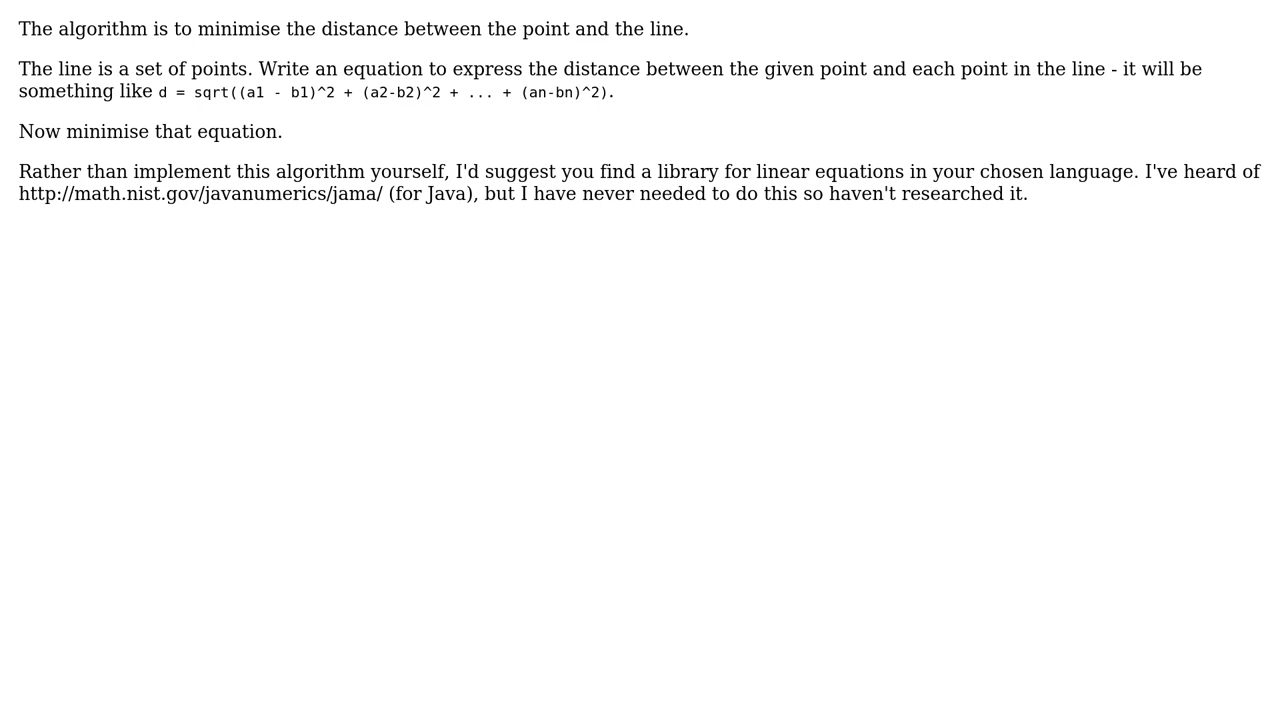 The algorithm is to minimise the distance between the point and the line.
The line is a set of points. Write an equation to express the distance between the given point and each point in the line - it will be
something like d = sqrt((a1 - b1)^2 + (a2-b2)^2 + ... + (an-bn)^2).
Now minimise that equation.
Rather than implement this algorithm yourself, I'd suggest you find a library for linear equations in your chosen language. I've heard of
http://math.nist.gov/javanumerics/jama/ (for Java), but I have never needed to do this so haven't researched it.